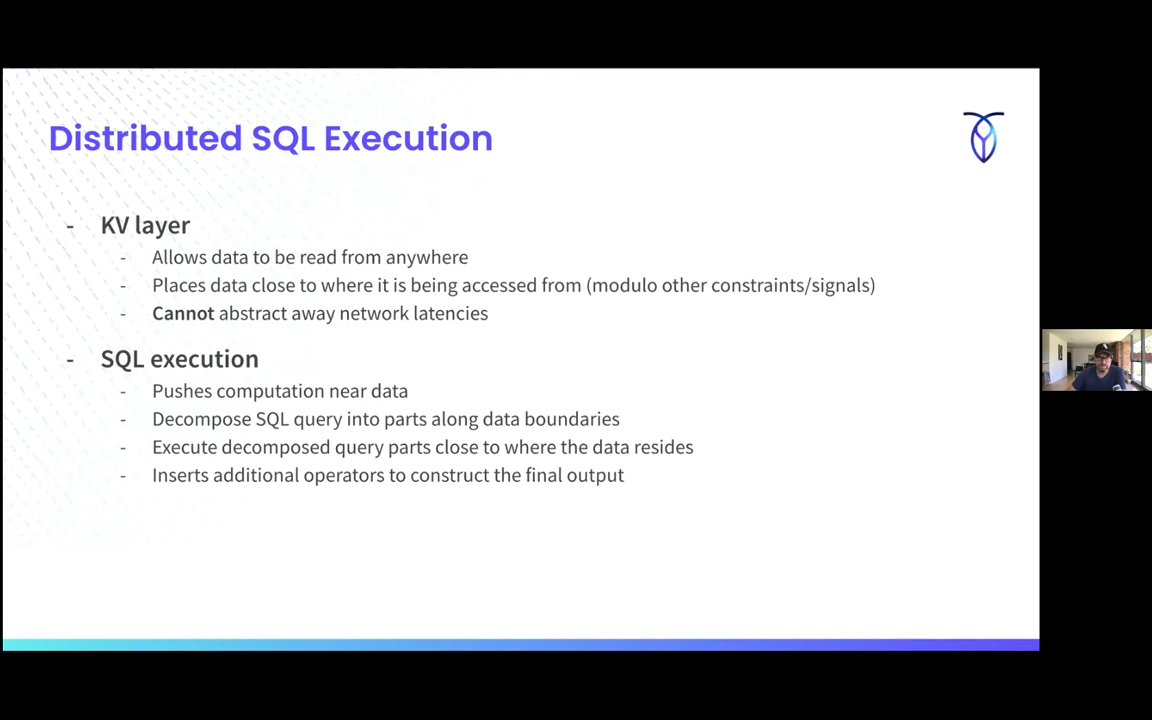 Distributed SQL Execution
- KV layer
- Allows data to be read from anywhere
- Places data close to where it is being accessed from (modulo other constraints/signals)
- Cannot abstract away network latencies
- SQL execution
- Pushes computation near data
- Decompose SQL query into parts along data boundaries
- Execute decomposed query parts close to where the data resides
- Inserts additional operators to construct the final output